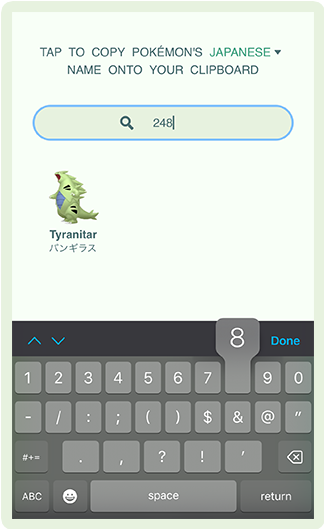 TAP TO COPY POKÉMON'S JAPANESE
NAME ONTO YOUR CLIPBOARD
248
Tyranitar
バンギラス
8
Done
1 2 3 4 5 6 7 9 0
- / : ; ( ) $ & @ "
#+= . , ? ! '
ABC space return